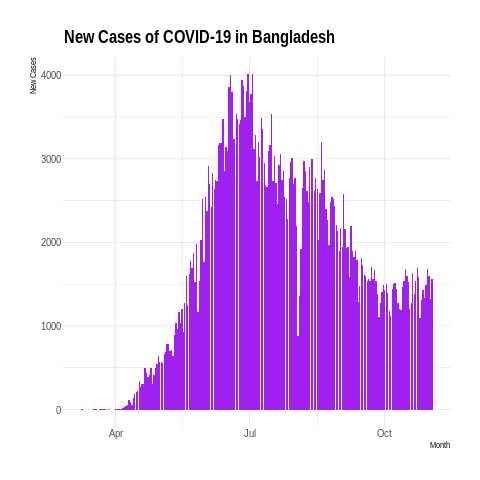 New Cases of COVID-19 in Bangladesh
New Cases
4000
3000
2000
1000
0
Apr
Jul
Oct
Month